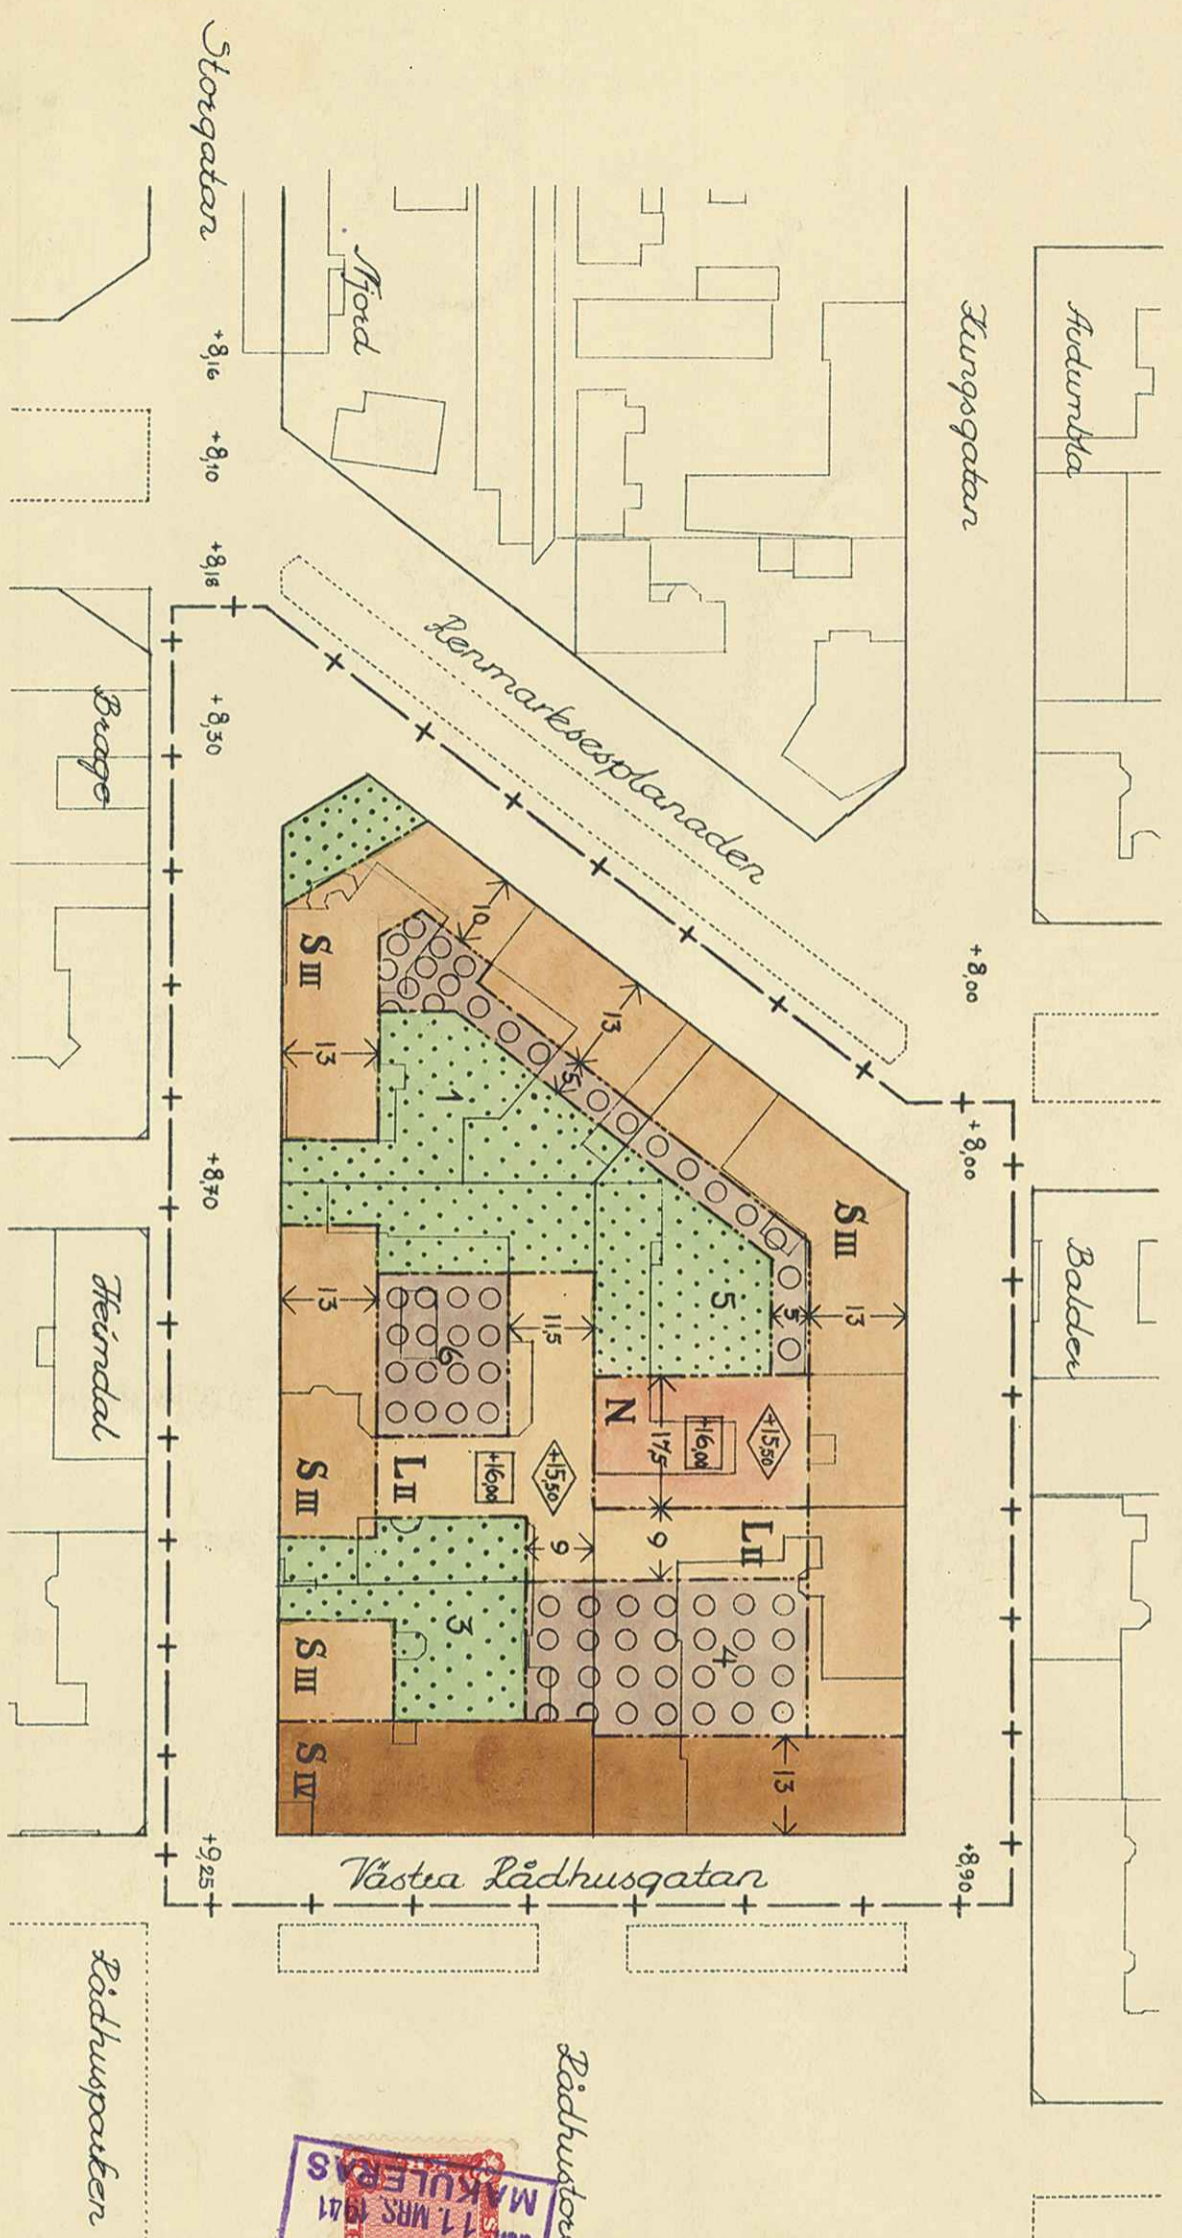 Storgatan
Njord
Kungsgatan
Audumbla
+8,16
+8,10
+8,18
+8,30
Renmarksesplanaden
Brage
+8,00
+8,00
S III
10
13
13
5
1
S III
+8,70
Balder
Heimdal
13
11,5
5
5
13
6
N
17,5
+16,00
+15,50
S III
L II
+16,00
+15,50
9
9
L II
S III
3
4
S IV
13
+9,25
Västra Rådhusgatan
+8,90
Rådhusparken
Rådhustor
MAKULERAS
11. MRS. 1941